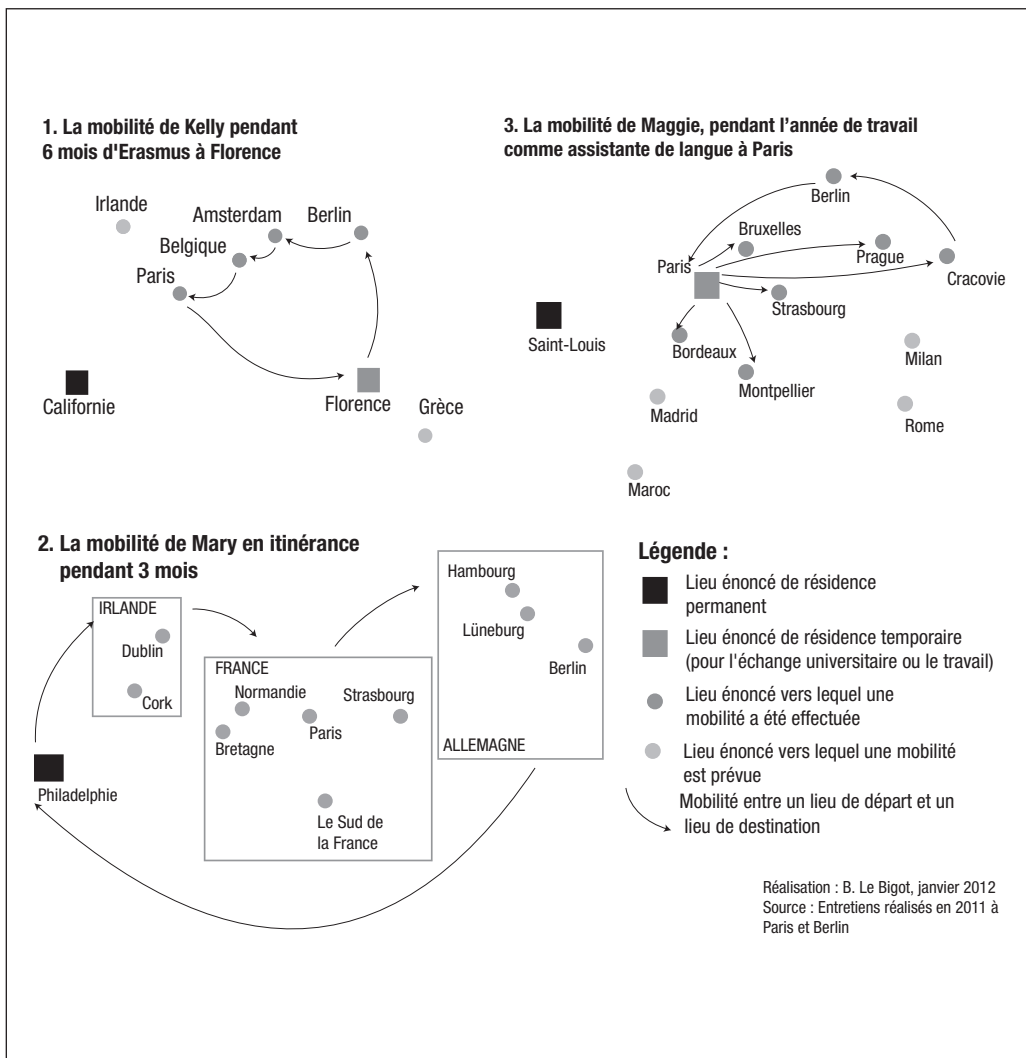 1. La mobilité de Kelly pendant
6 mois d'Erasmus à Florence
Irlande
Amsterdam
Berlin
Belgique
Paris
Californie
Florence
Grèce
3. La mobilité de Maggie, pendant l’année de travail
comme assistante de langue à Paris
Berlin
Bruxelles
Prague
Paris
Cracovie
Strasbourg
Saint-Louis
Bordeaux
Milan
Montpellier
Madrid
Rome
Maroc
2. La mobilité de Mary en itinérance
pendant 3 mois
IRLANDE
Dublin
Cork
Philadelphie
FRANCE
Normandie
Strasbourg
Bretagne
Paris
Le Sud de
la France
Hambourg
Lüneburg
Berlin
ALLEMAGNE
Légende :
Lieu énoncé de résidence
permanent
Lieu énoncé de résidence temporaire
(pour l'échange universitaire ou le travail)
Lieu énoncé vers lequel une
mobilité a été effectuée
Lieu énoncé vers lequel une mobilité
est prévue
Mobilité entre un lieu de départ et un
lieu de destination
Réalisation : B. Le Bigot, janvier 2012
Source : Entretiens réalisés en 2011 à
Paris et Berlin